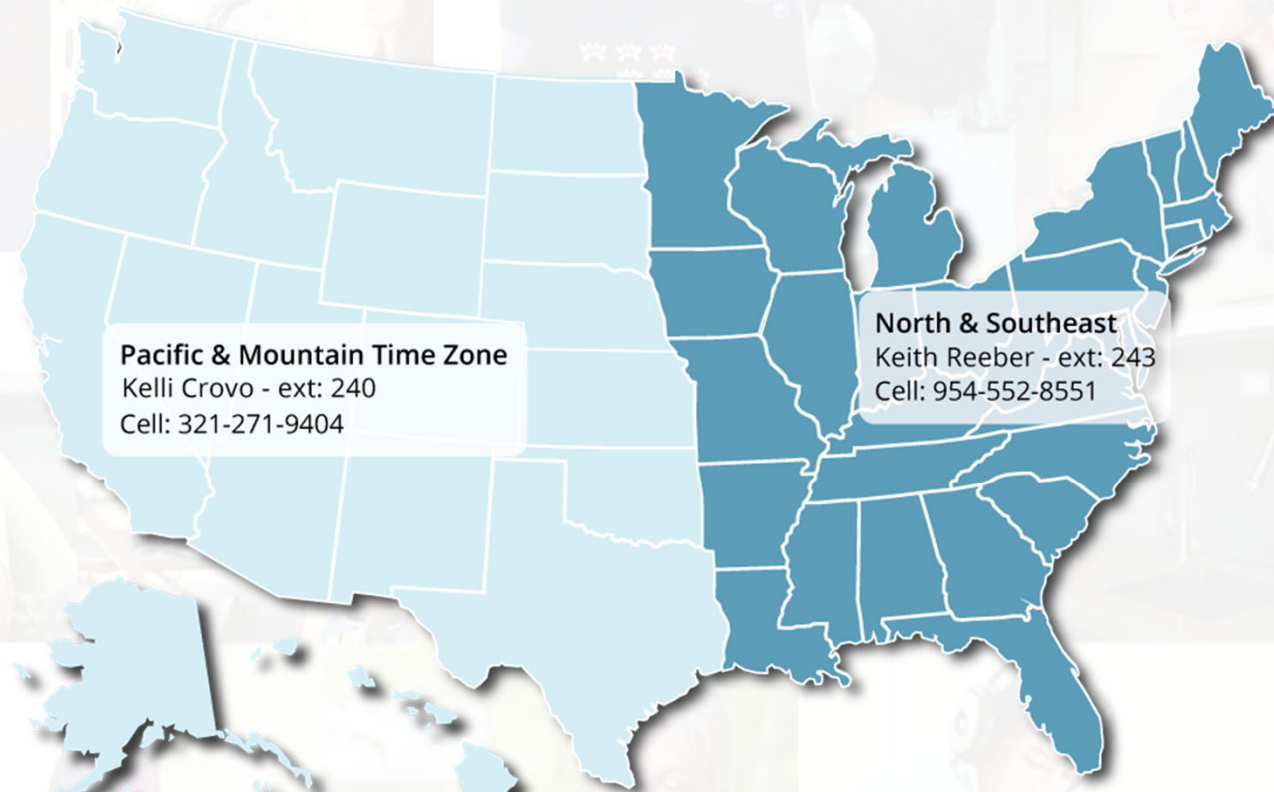 Pacific & Mountain Time Zone
Kelli Crovo - ext: 240
Cell: 321-271-9404
North & Southeast
Keith Reeber - ext: 243
Cell: 954-552-8551